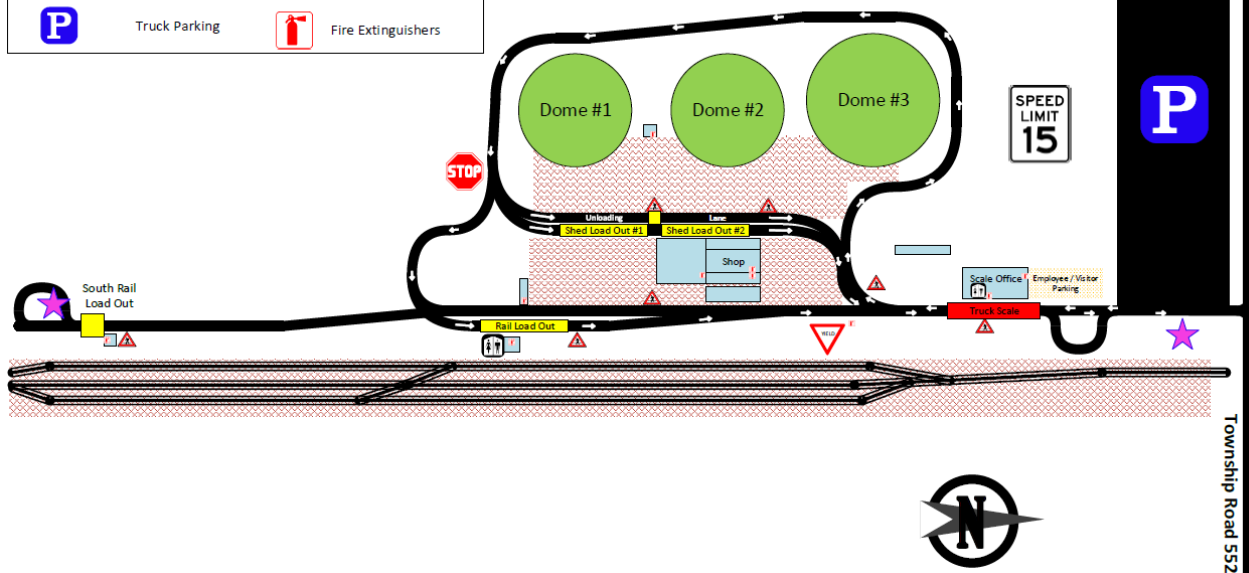 P
Truck Parking
Fire Extinguishers
Dome #1
Dome #2
Dome #3
SPEED
LIMIT
15
P
STOP
Unloading
Lane
Shed Load Out #1
Shed Load Out #2
Shop
South Rail
Load Out
Scale Office
Employee / Visitor
Parking
Truck Scale
Rail Load Out
YIELD
N
Township Road 552